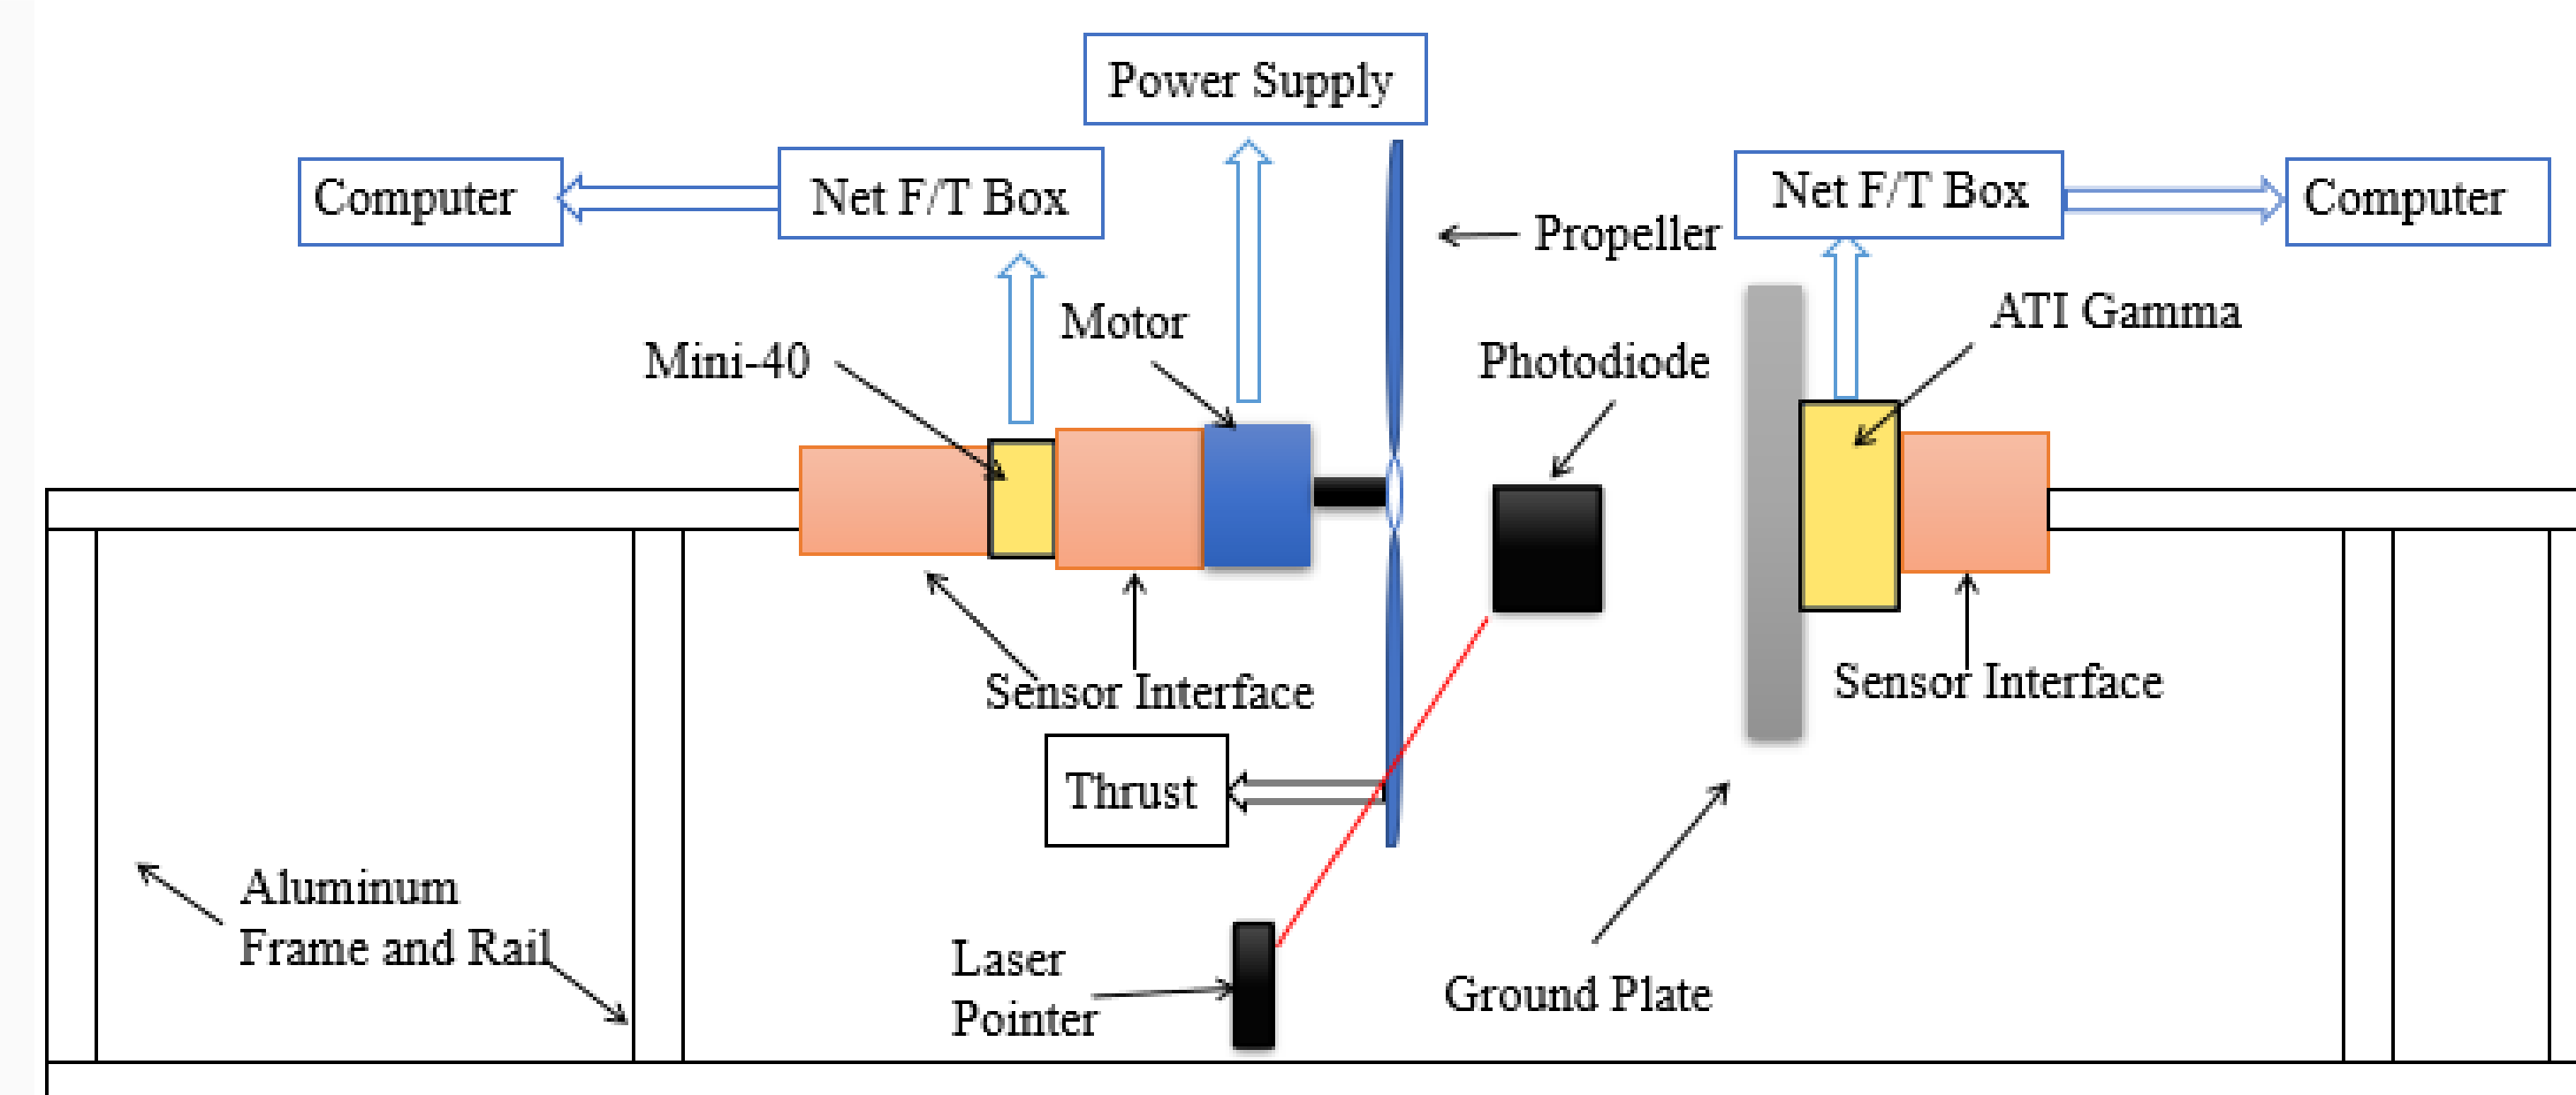 Power Supply
Computer
Net F/T Box
Net F/T Box
Computer
Propeller
ATI Gamma
Motor
Mini-40
Photodiode
Sensor Interface
Sensor Interface
Thrust
Aluminum
Frame and Rail
Laser
Pointer
Ground Plate